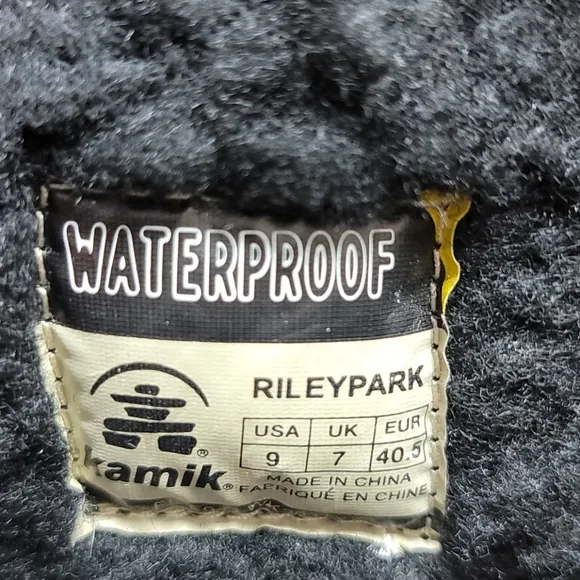 WATERPROOF
RILEYPARK
USA UK EUR
9 7 40.5
kamik®
MADE IN CHINA
FABRIQUÉ EN CHINE